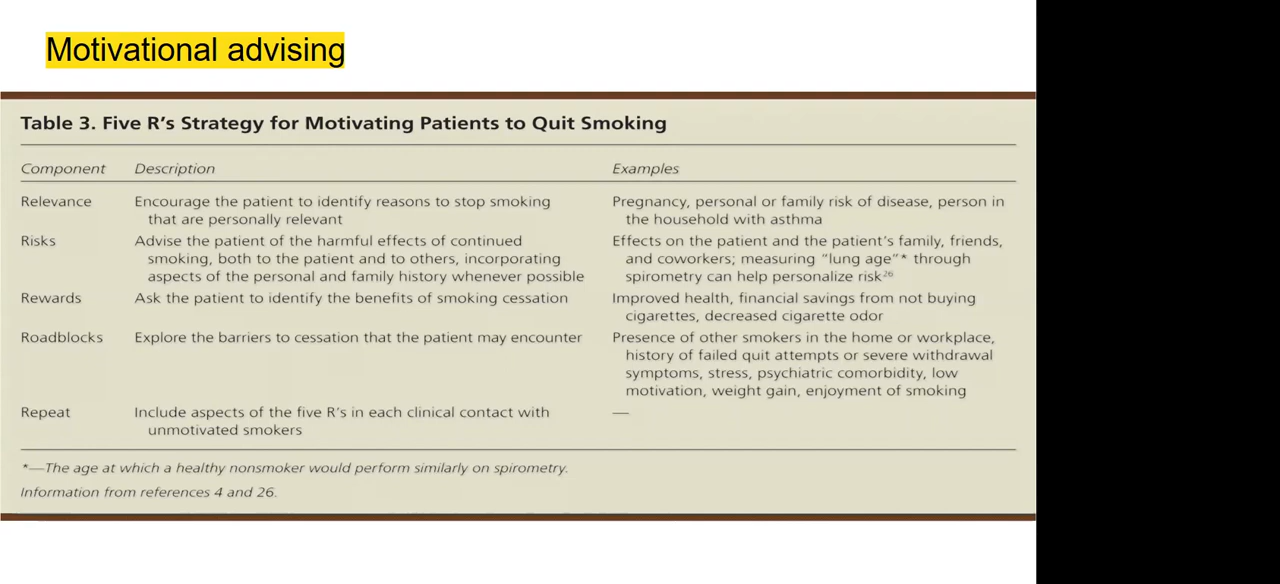 Motivational advising
Table 3. Five R's Strategy for Motivating Patients to Quit Smoking
Component Description Examples
Relevance Encourage the patient to identify reasons to stop smoking Pregnancy, personal or family risk of disease, person in
that are personally relevant the household with asthma
Risks Advise the patient of the harmful effects of continued Effects on the patient and the patient's family, friends,
smoking, both to the patient and to others, incorporating and coworkers; measuring "lung age"* through
aspects of the personal and family history whenever possible spirometry can help personalize risk26
Rewards Ask the patient to identify the benefits of smoking cessation Improved health, financial savings from not buying
cigarettes, decreased cigarette odor
Roadblocks Explore the barriers to cessation that the patient may encounter Presence of other smokers in the home or workplace,
history of failed quit attempts or severe withdrawal
symptoms, stress, psychiatric comorbidity, low
motivation, weight gain, enjoyment of smoking
Repeat Include aspects of the five R's in each clinical contact with —
unmotivated smokers
*—The age at which a healthy nonsmoker would perform similarly on spirometry.
Information from references 4 and 26.